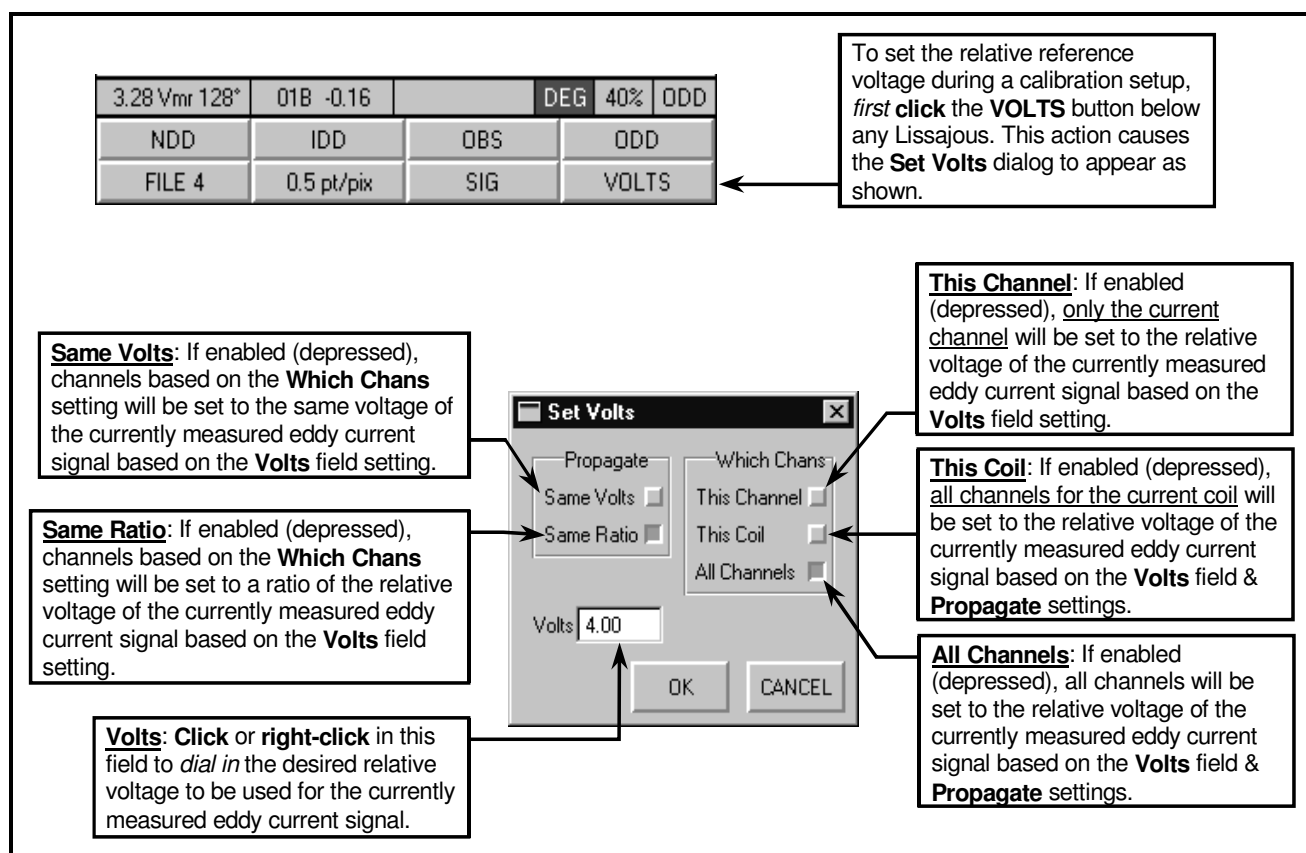 To set the relative reference
voltage during a calibration setup,
first click the VOLTS button below
any Lissajous. This action causes
the Set Volts dialog to appear as
shown.
3.28 Vmr 128° 01B -0.16 DEG 40% ODD
NDD IDD OBS ODD
FILE 4 0.5 pt/pix SIG VOLTS
This Channel: If enabled
(depressed), only the current
channel will be set to the relative
voltage of the currently measured
eddy current signal based on the
Volts field setting.
Same Volts: If enabled (depressed),
channels based on the Which Chans
setting will be set to the same voltage of
the currently measured eddy current
signal based on the Volts field setting.
Set Volts
Propagate
Same Volts
Same Ratio
Which Chans
This Channel
This Coil
All Channels
Volts 4.00
OK CANCEL
This Coil: If enabled (depressed),
all channels for the current coil will
be set to the relative voltage of the
currently measured eddy current
signal based on the Volts field &
Propagate settings.
Same Ratio: If enabled (depressed),
channels based on the Which Chans
setting will be set to a ratio of the relative
voltage of the currently measured eddy
current signal based on the Volts field
setting.
All Channels: If enabled
(depressed), all channels will be
set to the relative voltage of the
currently measured eddy current
signal based on the Volts field &
Propagate settings.
Volts: Click or right-click in this
field to dial in the desired relative
voltage to be used for the currently
measured eddy current signal.